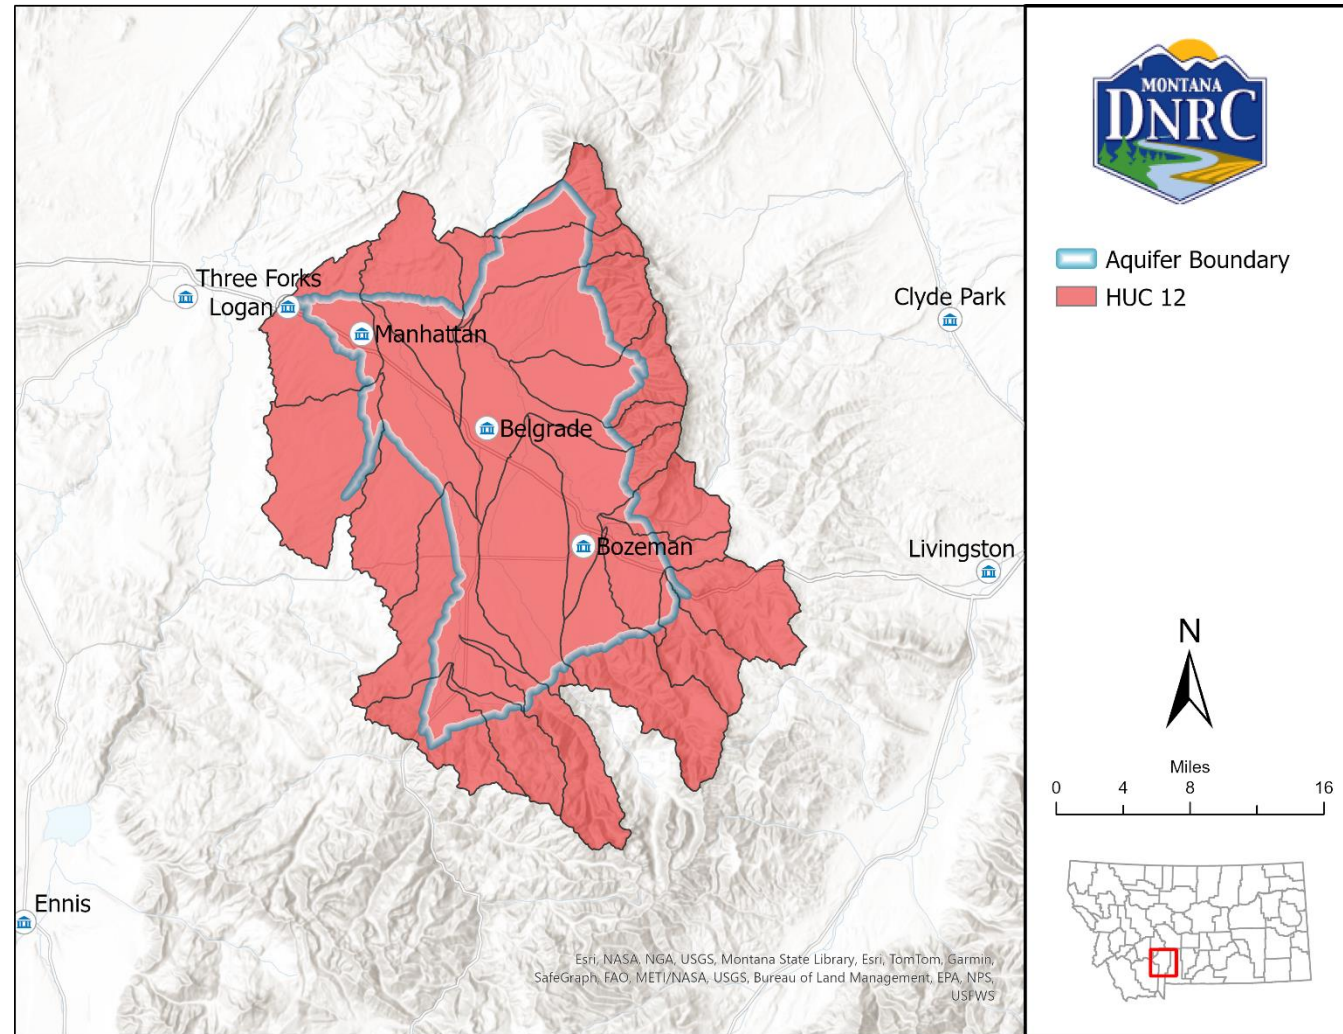 Three Forks
Logan
Manhattan
Belgrade
Bozeman
Clyde Park
Livingston
Ennis
Esri, NASA, NGA, USGS, Montana State Library, Esri, TomTom, Garmin,
SafeGraph, FAO, METI/NASA, USGS, Bureau of Land Management, EPA, NPS,
USFWS
MONTANA
DNRC
Aquifer Boundary
HUC 12
N
Miles
0 4 8 16